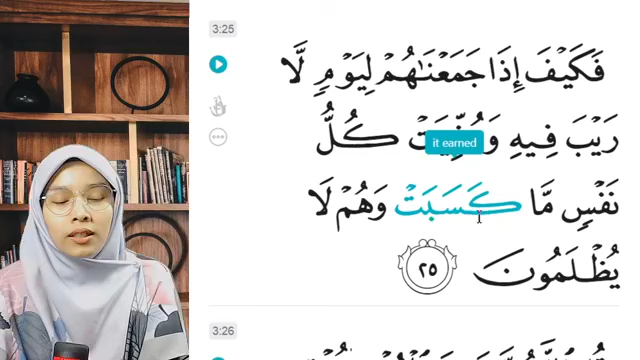 3:25
فَكَيْفَ إِذَا جَمَعْنَـٰهُمْ لِيَوْمٍ لَّا
رَيْبَ فِيهِ وَوُفِّيَتْ كُلُّ
it earned
نَفْسٍ مَّا كَسَبَتْ وَهُمْ لَا
يُظْلَمُونَ ٢٥
3:26